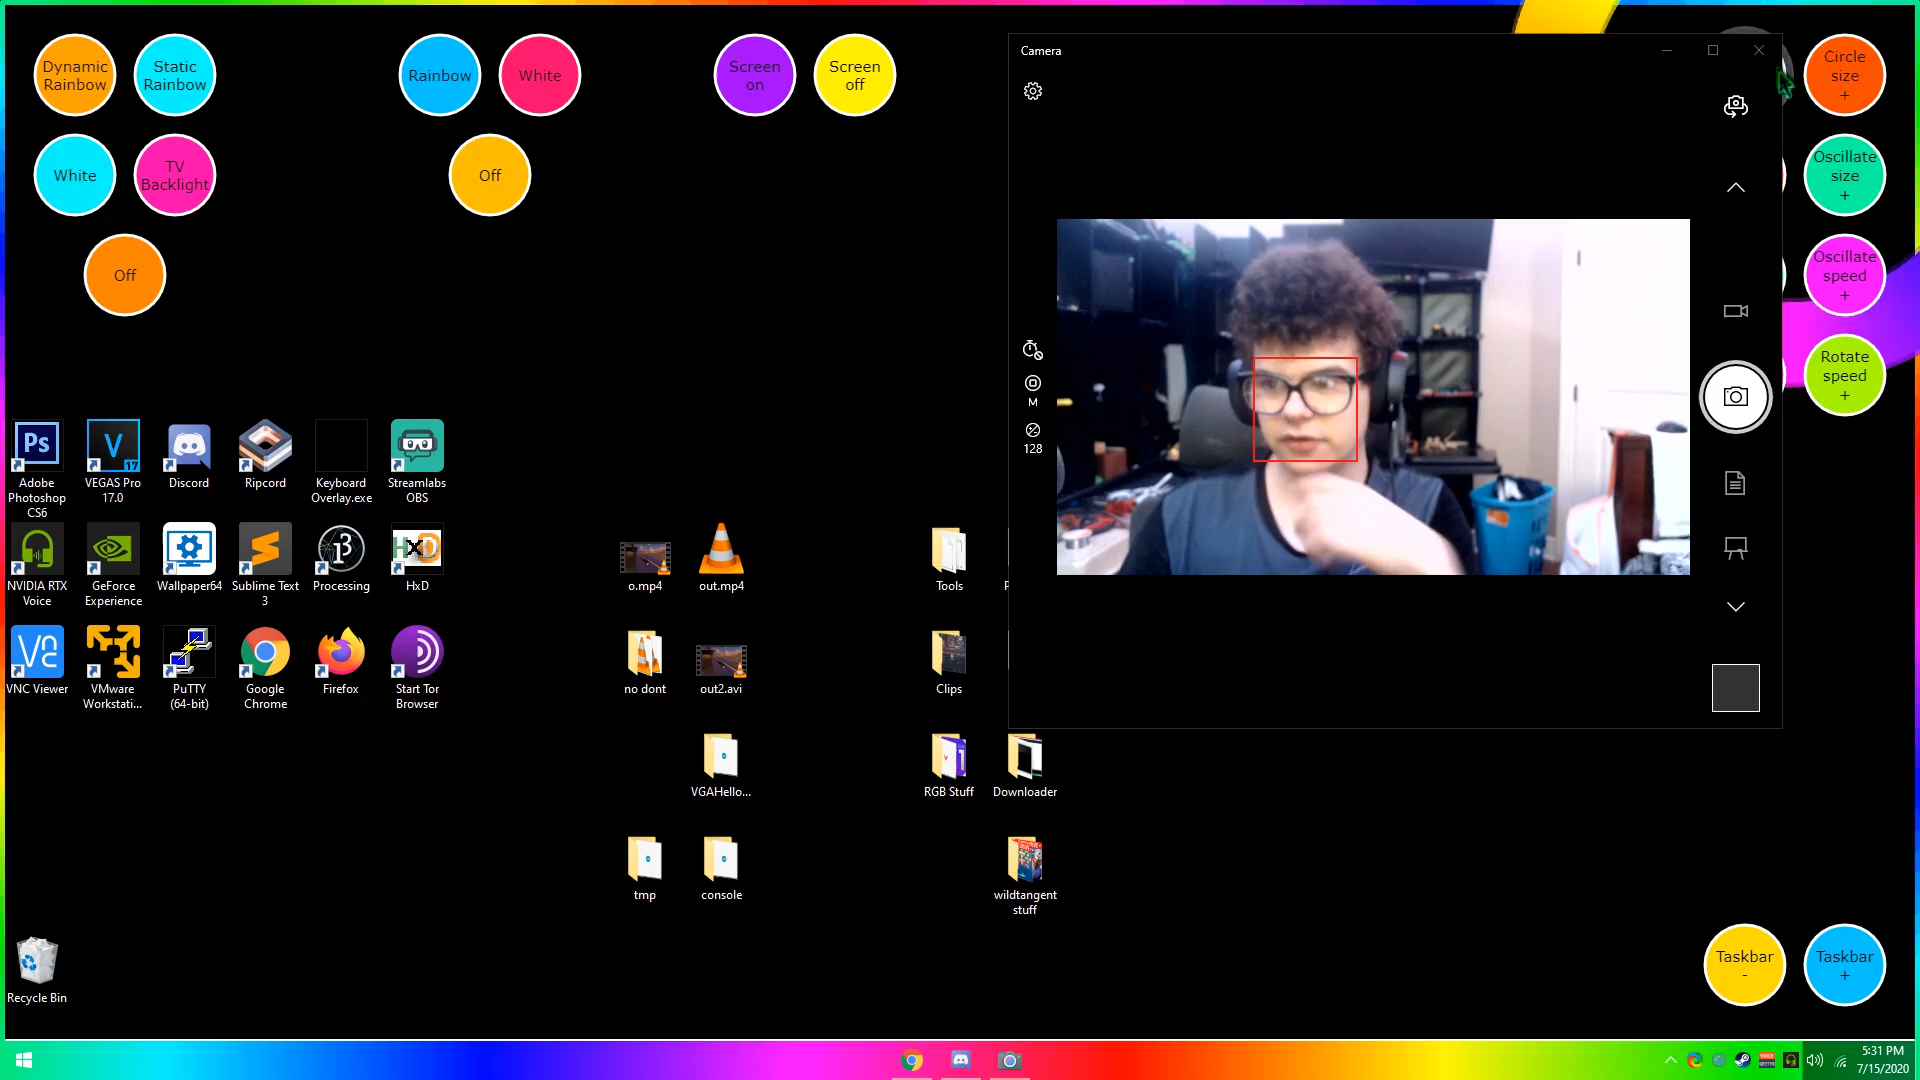 Dynamic
Rainbow
Static
Rainbow
White
TV
Backlight
Off
Rainbow
White
Off
Screen
on
Screen
off
Camera
M
128
Circle
size
+
Oscillate
size
+
Oscillate
speed
+
Rotate
speed
+
Ps
Adobe
Photoshop
CS6
V
17
VEGAS Pro
17.0
Discord
Ripcord
Keyboard
Overlay.exe
Streamlabs
OBS
NVIDIA RTX
Voice
GeForce
Experience
Wallpaper64
Sublime Text
3
Processing
HxD
HxD
VNC Viewer
VMware
Workstati...
PuTTY
(64-bit)
Google
Chrome
Firefox
Start Tor
Browser
o.mp4
out.mp4
no dont
out2.avi
VGAHello...
tmp
console
Tools
Clips
RGB Stuff
Downloader
wildtangent
stuff
Recycle Bin
Taskbar
-
Taskbar
+
5:31 PM
7/15/2020